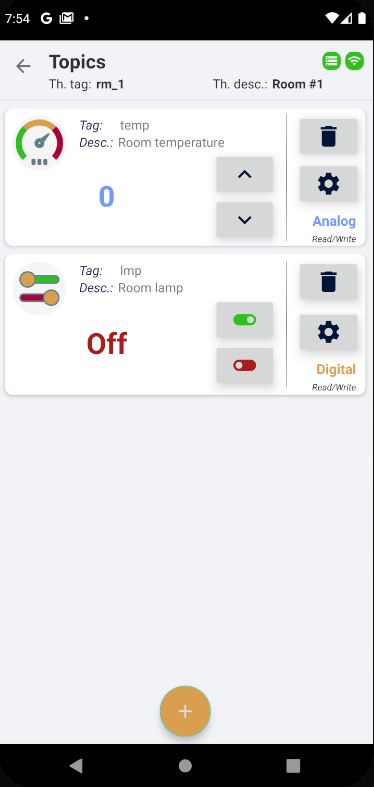 7:54 G M
Topics
Th. tag: rm_1 Th. desc.: Room #1
Tag: temp
Desc.: Room temperature
0
Analog
Read/Write
Tag: lmp
Desc.: Room lamp
Off
Digital
Read/Write
+